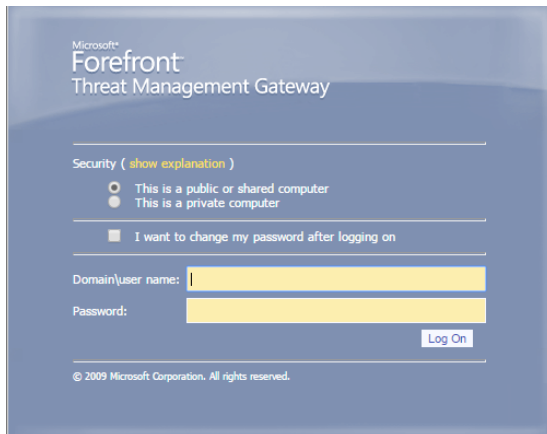 Microsoft®
Forefront™
Threat Management Gateway
Security ( show explanation )
This is a public or shared computer
This is a private computer
I want to change my password after logging on
Domain\user name:
Password:
Log On
© 2009 Microsoft Corporation. All rights reserved.